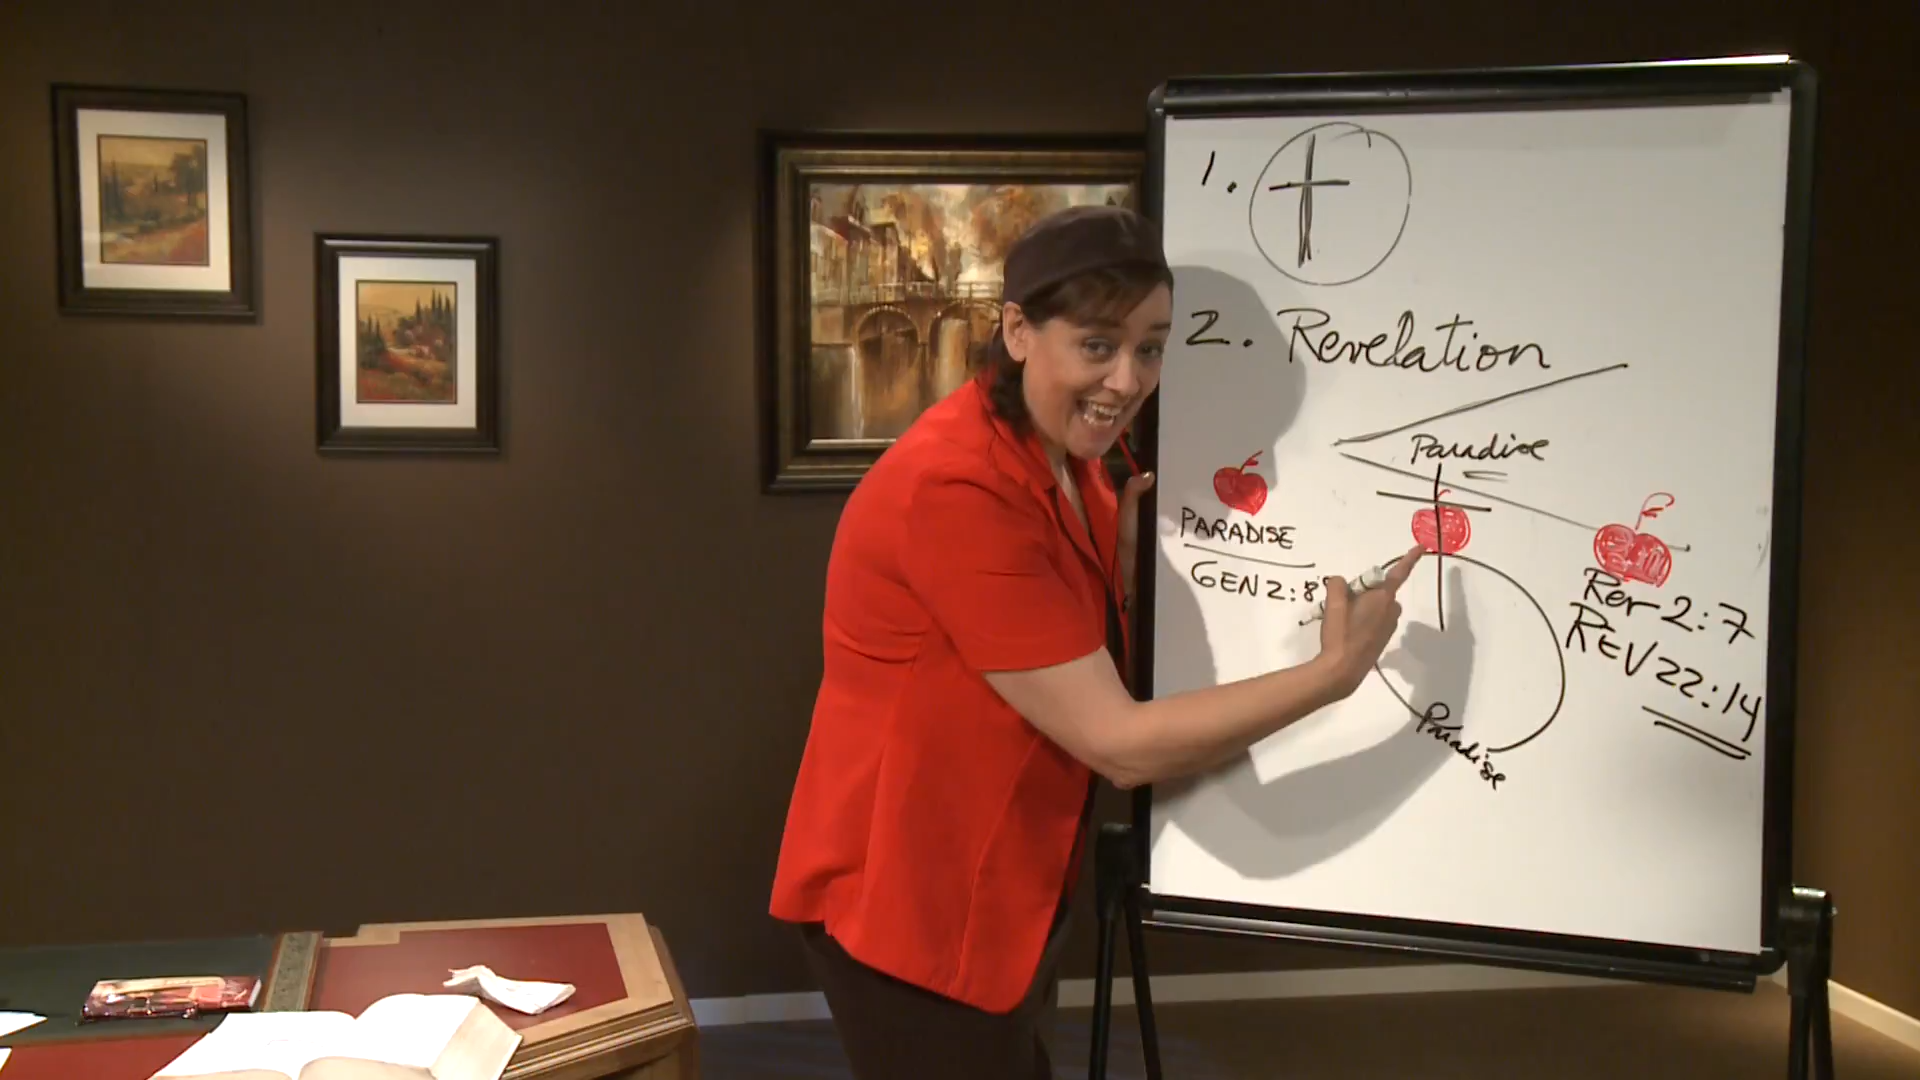 1.
2. Revelation
Paradise
PARADISE
GEN 2:8
Rev 2:7
REV 22:14
Paradise